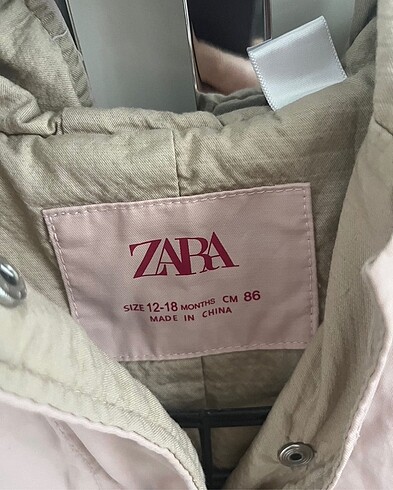 ZARA
SIZE 12-18 MONTHS CM 86
MADE IN CHINA